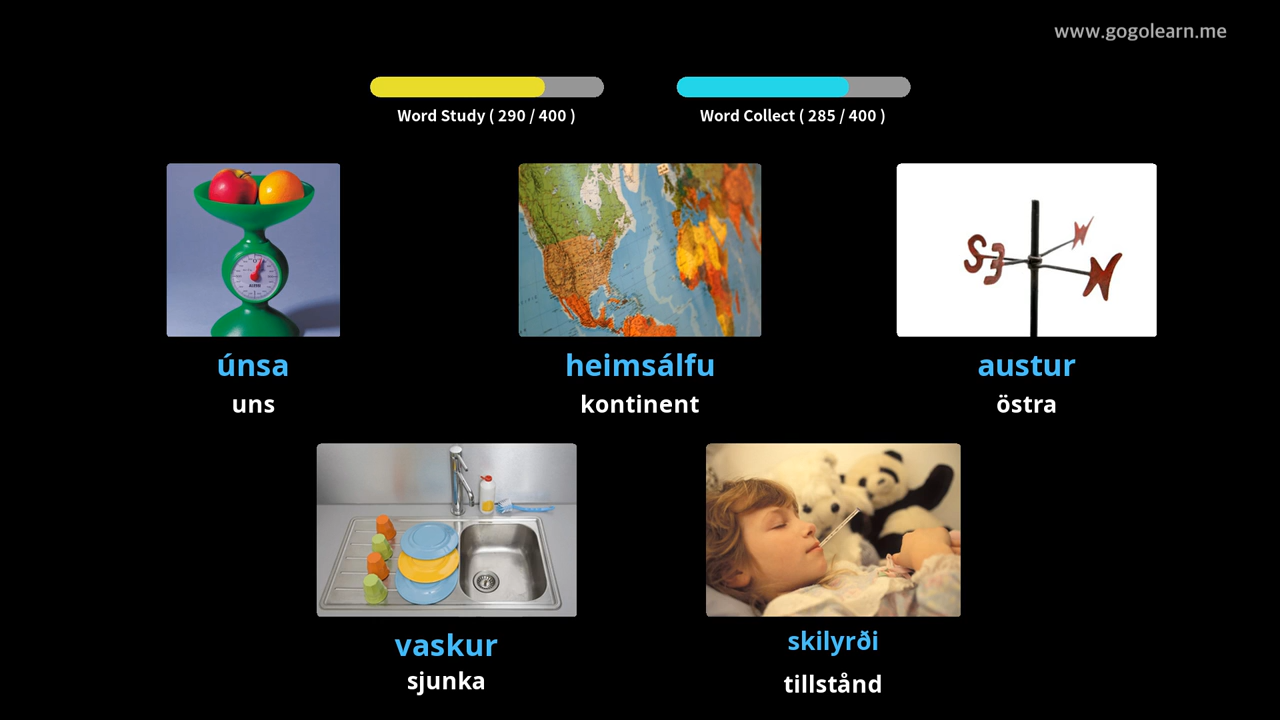 www.gogolearn.me
Word Study ( 290 / 400 )
Word Collect ( 285 / 400 )
únsa
heimsálfu
austur
uns
kontinent
östra
vaskur
skilyrði
sjunka
tillstånd